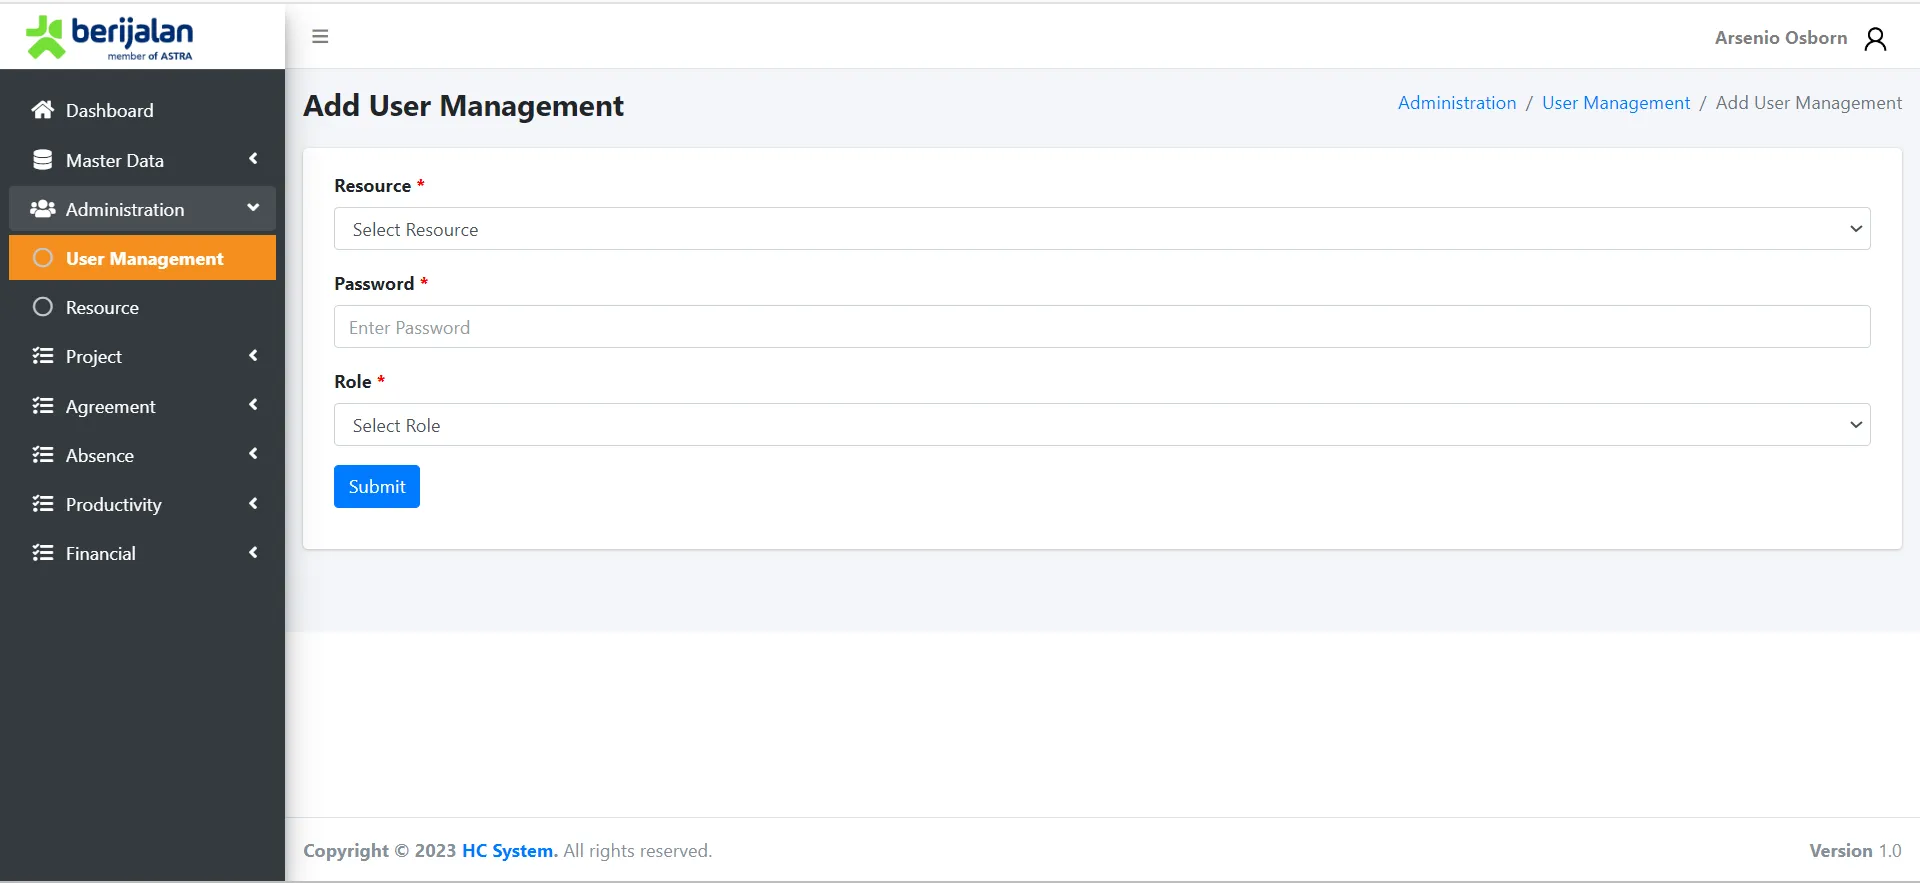 berijalan
member of ASTRA
Arsenio Osborn
Dashboard
Master Data
Administration
User Management
Resource
Project
Agreement
Absence
Productivity
Financial
Add User Management
Administration / User Management / Add User Management
Resource *
Select Resource
Password *
Enter Password
Role *
Select Role
Submit
Copyright © 2023 HC System. All rights reserved.
Version 1.0